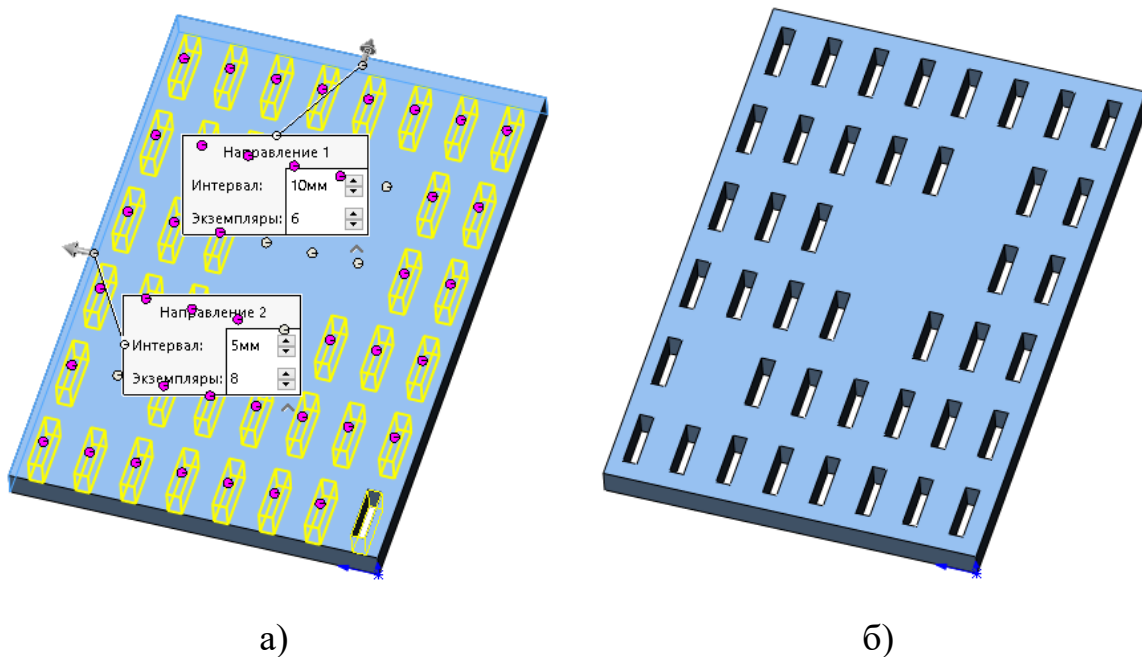 Направление 1
Интервал: 10мм
Экземпляры: 6
Направление 2
Интервал: 5мм
Экземпляры: 8
а) б)